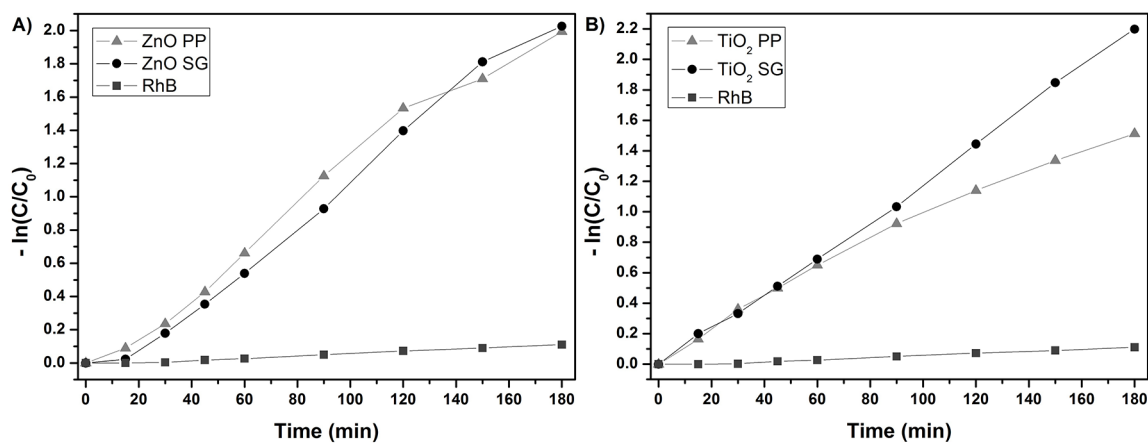 A)
ZnO PP
ZnO SG
RhB
2.0
1.8
1.6
1.4
1.2
1.0
0.8
0.6
0.4
0.2
0.0
- ln(C/C₀)
0 20 40 60 80 100 120 140 160 180
Time (min)
B)
TiO₂ PP
TiO₂ SG
RhB
2.2
2.0
1.8
1.6
1.4
1.2
1.0
0.8
0.6
0.4
0.2
0.0
- ln(C/C₀)
0 20 40 60 80 100 120 140 160 180
Time (min)